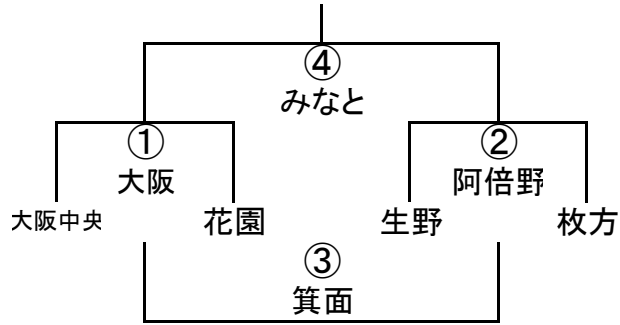 ④
みなと
① ②
大阪 阿倍野
大阪中央 花園 生野 枚方
③
箕面